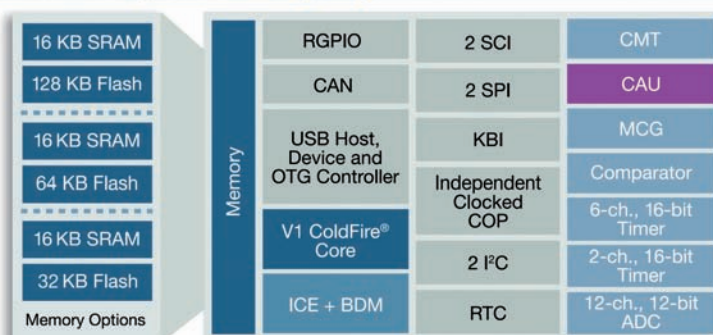 16 KB SRAM
128 KB Flash
16 KB SRAM
64 KB Flash
16 KB SRAM
32 KB Flash
Memory Options
Memory
RGPIO
CAN
USB Host,
Device and
OTG Controller
V1 ColdFire®
Core
ICE + BDM
2 SCI
2 SPI
KBI
Independent
Clocked
COP
2 I²C
RTC
CMT
CAU
MCG
Comparator
6-ch., 16-bit
Timer
2-ch., 16-bit
Timer
12-ch., 12-bit
ADC